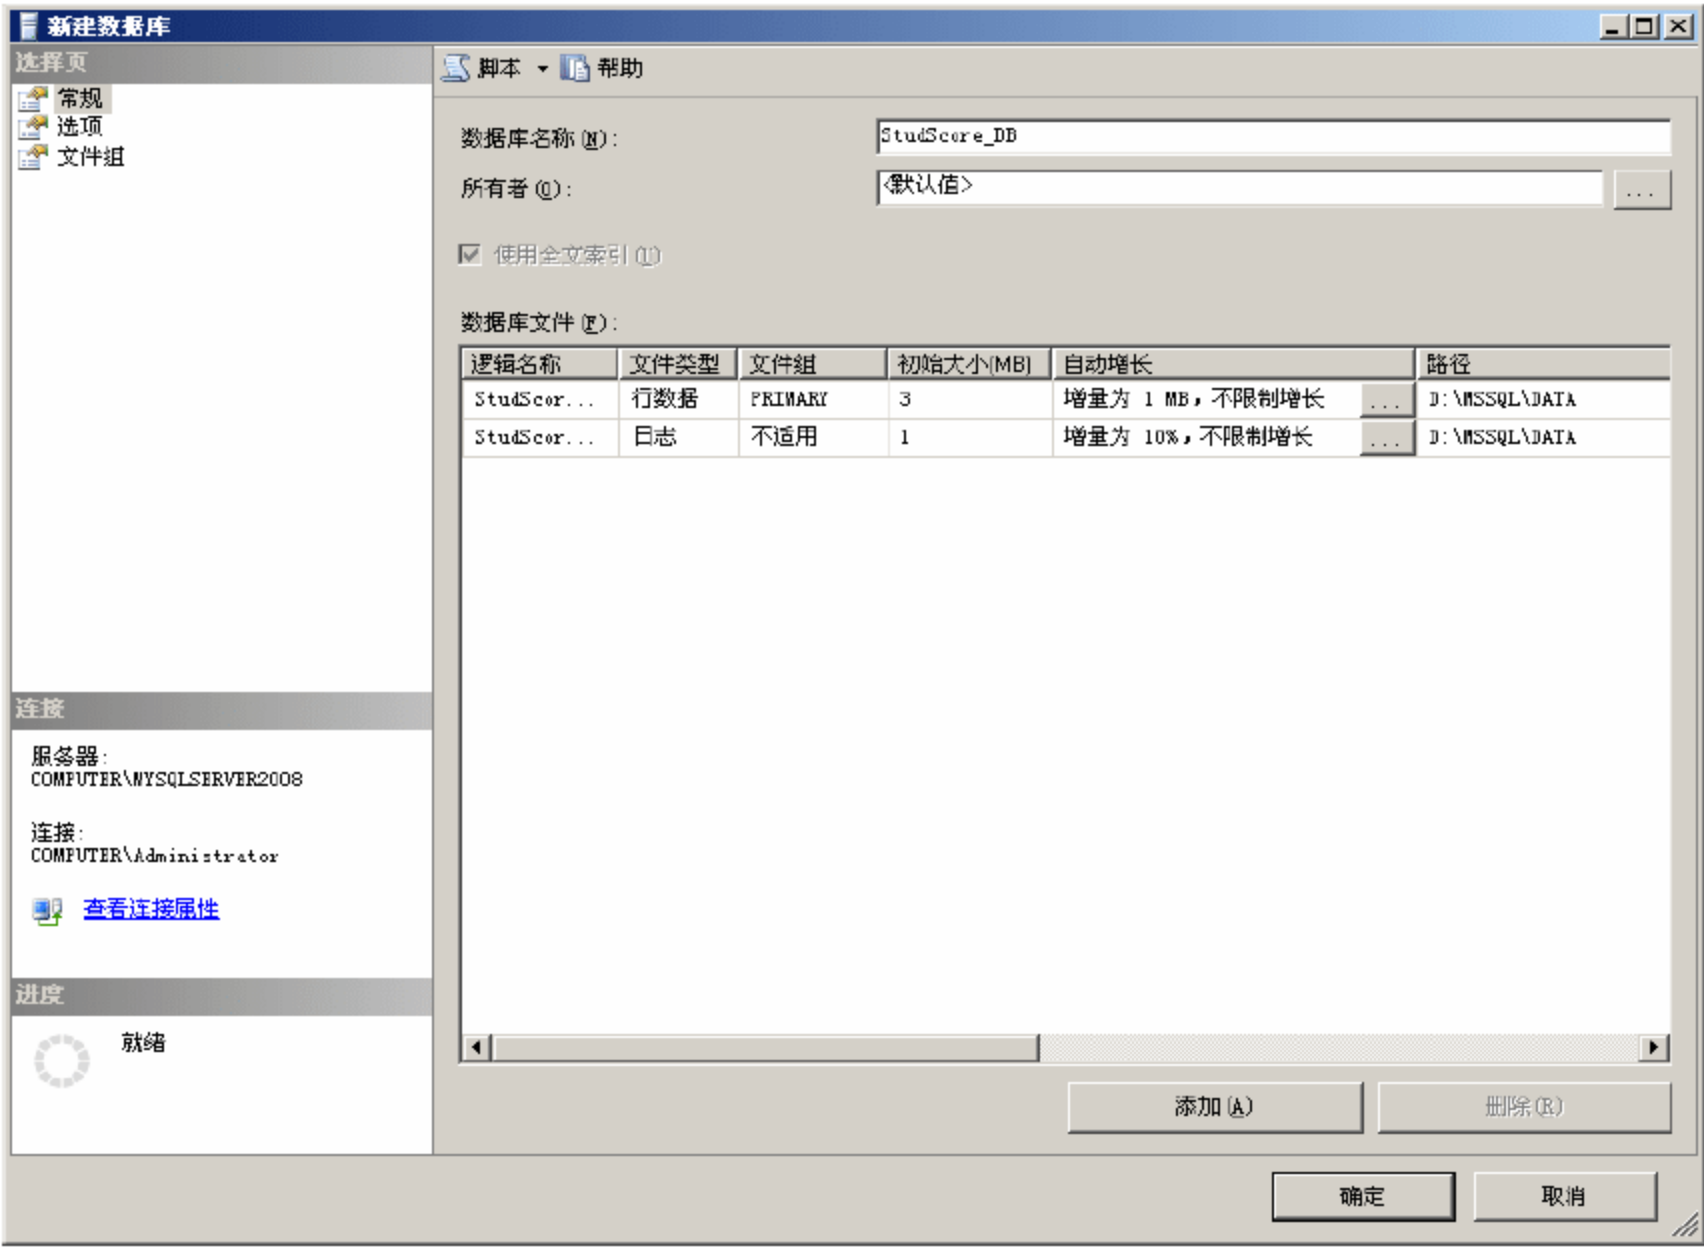 新建数据库
选择页
常规
选项
文件组
脚本 帮助
数据库名称(N):
StudScore_DB
所有者(O):
<默认值>
...
使用全文索引(U)
数据库文件(F):
逻辑名称 文件类型 文件组 初始大小(MB) 自动增长 路径
StudScor... 行数据 PRIMARY 3 增量为 1 MB，不限制增长 ... D:\MSSQL\DATA
StudScor... 日志 不适用 1 增量为 10%，不限制增长 ... D:\MSSQL\DATA
连接
服务器:
COMPUTER\MYSQLSERVER2008
连接:
COMPUTER\Administrator
查看连接属性
进度
就绪
添加(A) 删除(R)
确定 取消